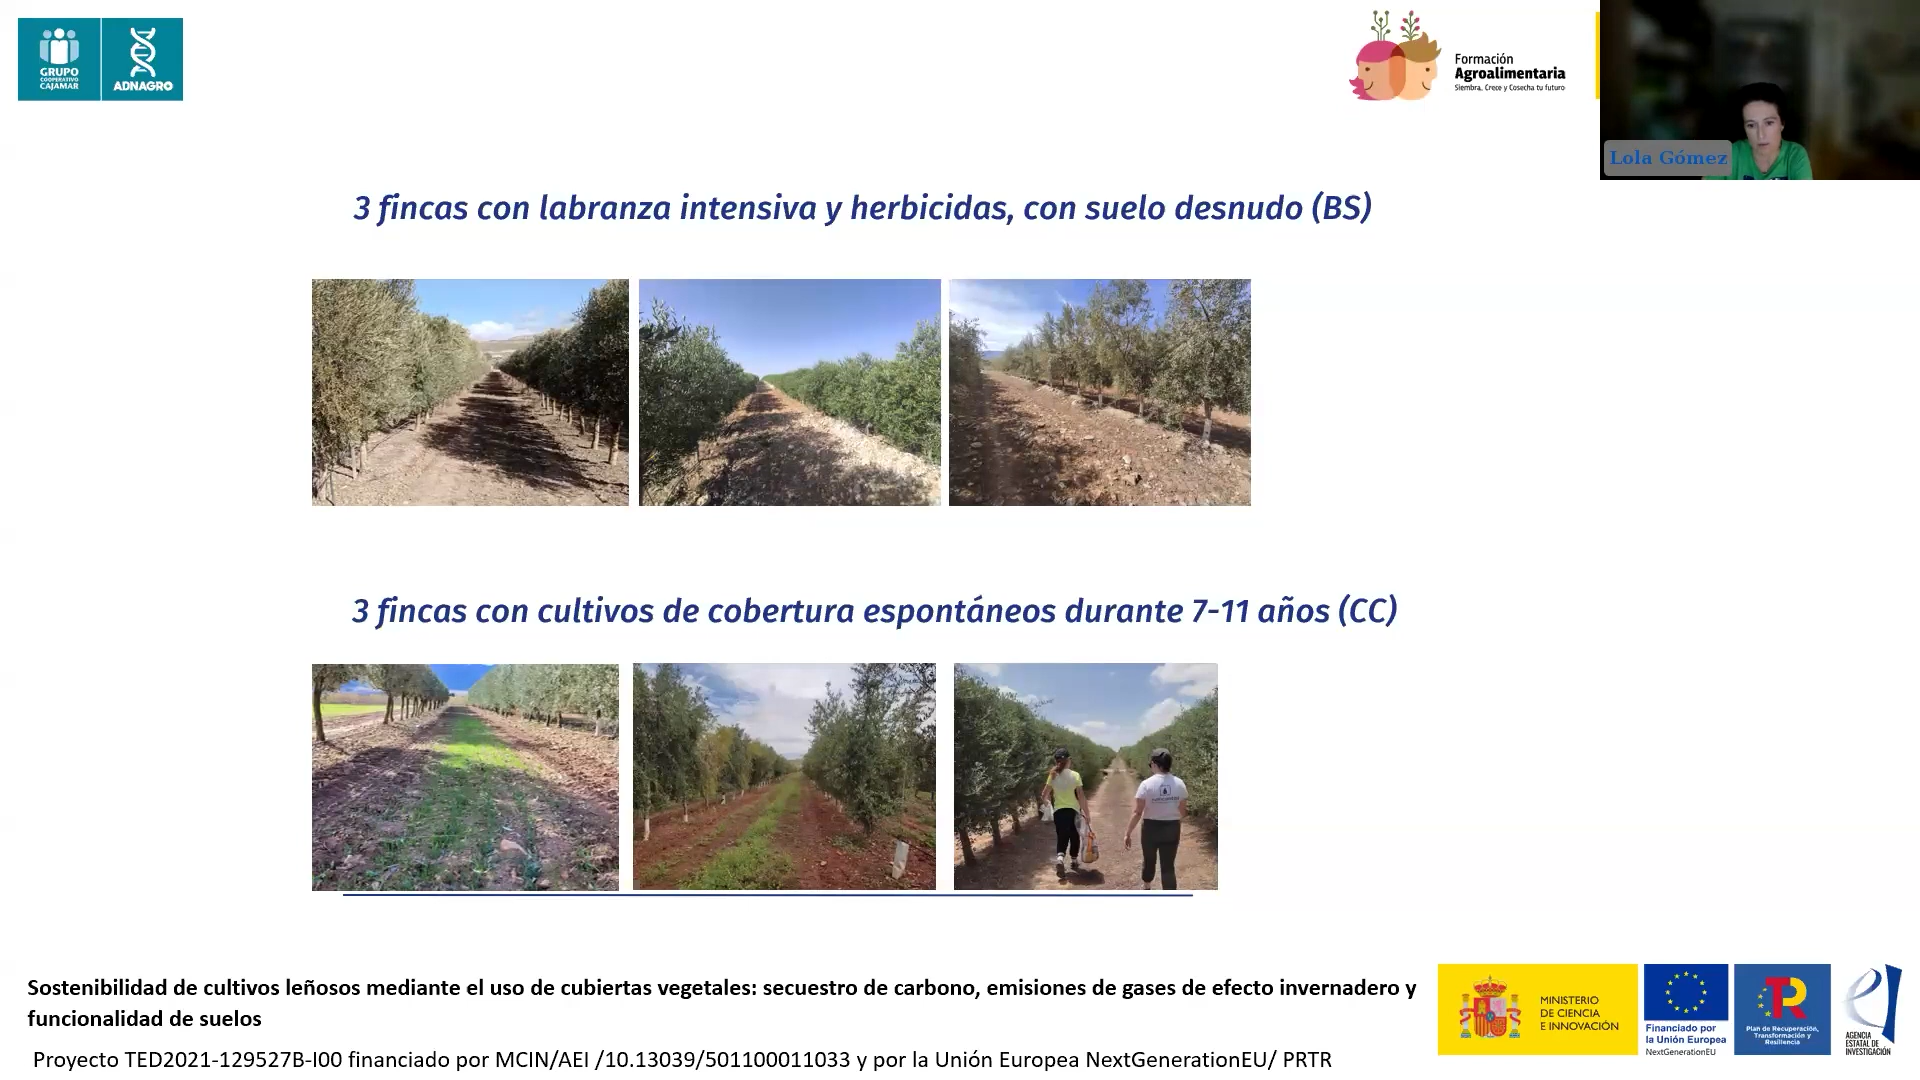 GRUPO
COOPERATIVO
CAJAMAR
ADNAGRO
Formación
Agroalimentaria
Siembra, Crece y Cosecha tu futuro
Lola Gómez
3 fincas con labranza intensiva y herbicidas, con suelo desnudo (BS)
3 fincas con cultivos de cobertura espontáneos durante 7-11 años (CC)
Sostenibilidad de cultivos leñosos mediante el uso de cubiertas vegetales: secuestro de carbono, emisiones de gases de efecto invernadero y
funcionalidad de suelos
Proyecto TED2021-129527B-I00 financiado por MCIN/AEI /10.13039/501100011033 y por la Unión Europea NextGenerationEU/ PRTR
MINISTERIO
DE CIENCIA
E INNOVACIÓN
Financiado por
la Unión Europea
NextGenerationEU
Plan de Recuperación,
Transformación y
Resiliencia
AGENCIA
ESTATAL DE
INVESTIGACIÓN